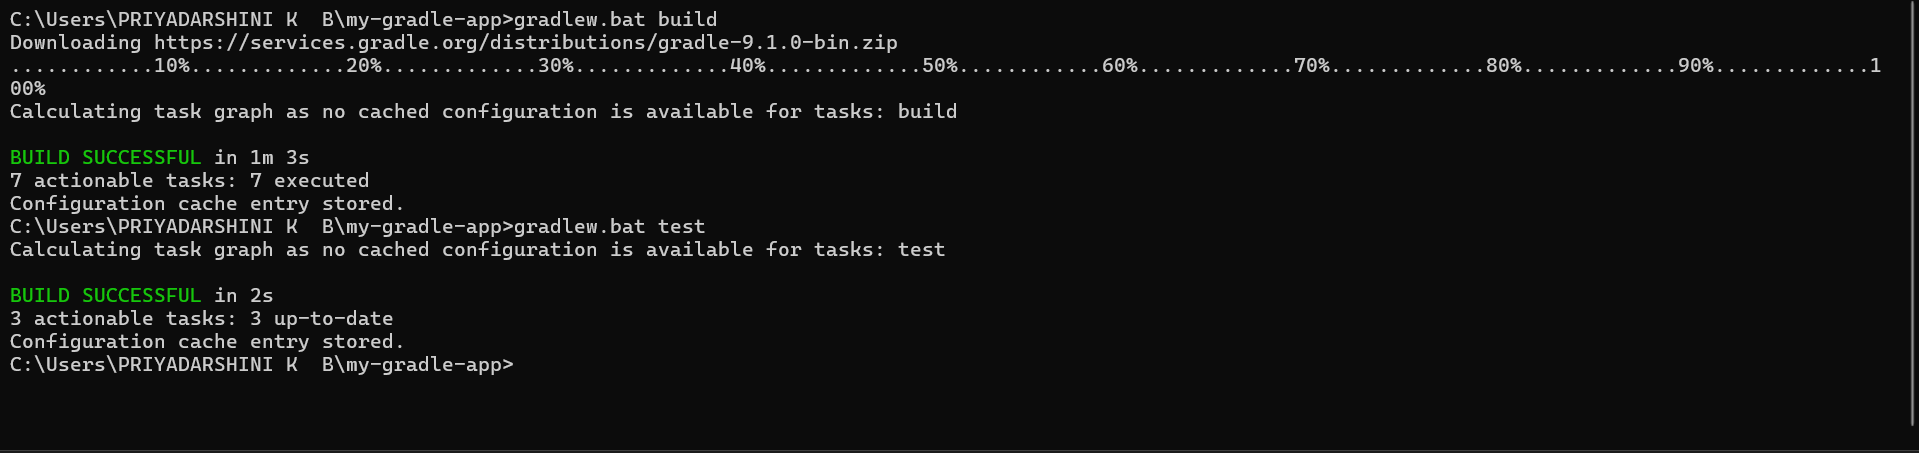 C:\Users\PRIYADARSHINI K  B\my-gradle-app>gradlew.bat build
Downloading https://services.gradle.org/distributions/gradle-9.1.0-bin.zip
............10%.............20%.............30%.............40%.............50%............60%.............70%.............80%.............90%.............1
00%
Calculating task graph as no cached configuration is available for tasks: build

BUILD SUCCESSFUL in 1m 3s
7 actionable tasks: 7 executed
Configuration cache entry stored.
C:\Users\PRIYADARSHINI K  B\my-gradle-app>gradlew.bat test
Calculating task graph as no cached configuration is available for tasks: test

BUILD SUCCESSFUL in 2s
3 actionable tasks: 3 up-to-date
Configuration cache entry stored.
C:\Users\PRIYADARSHINI K  B\my-gradle-app>